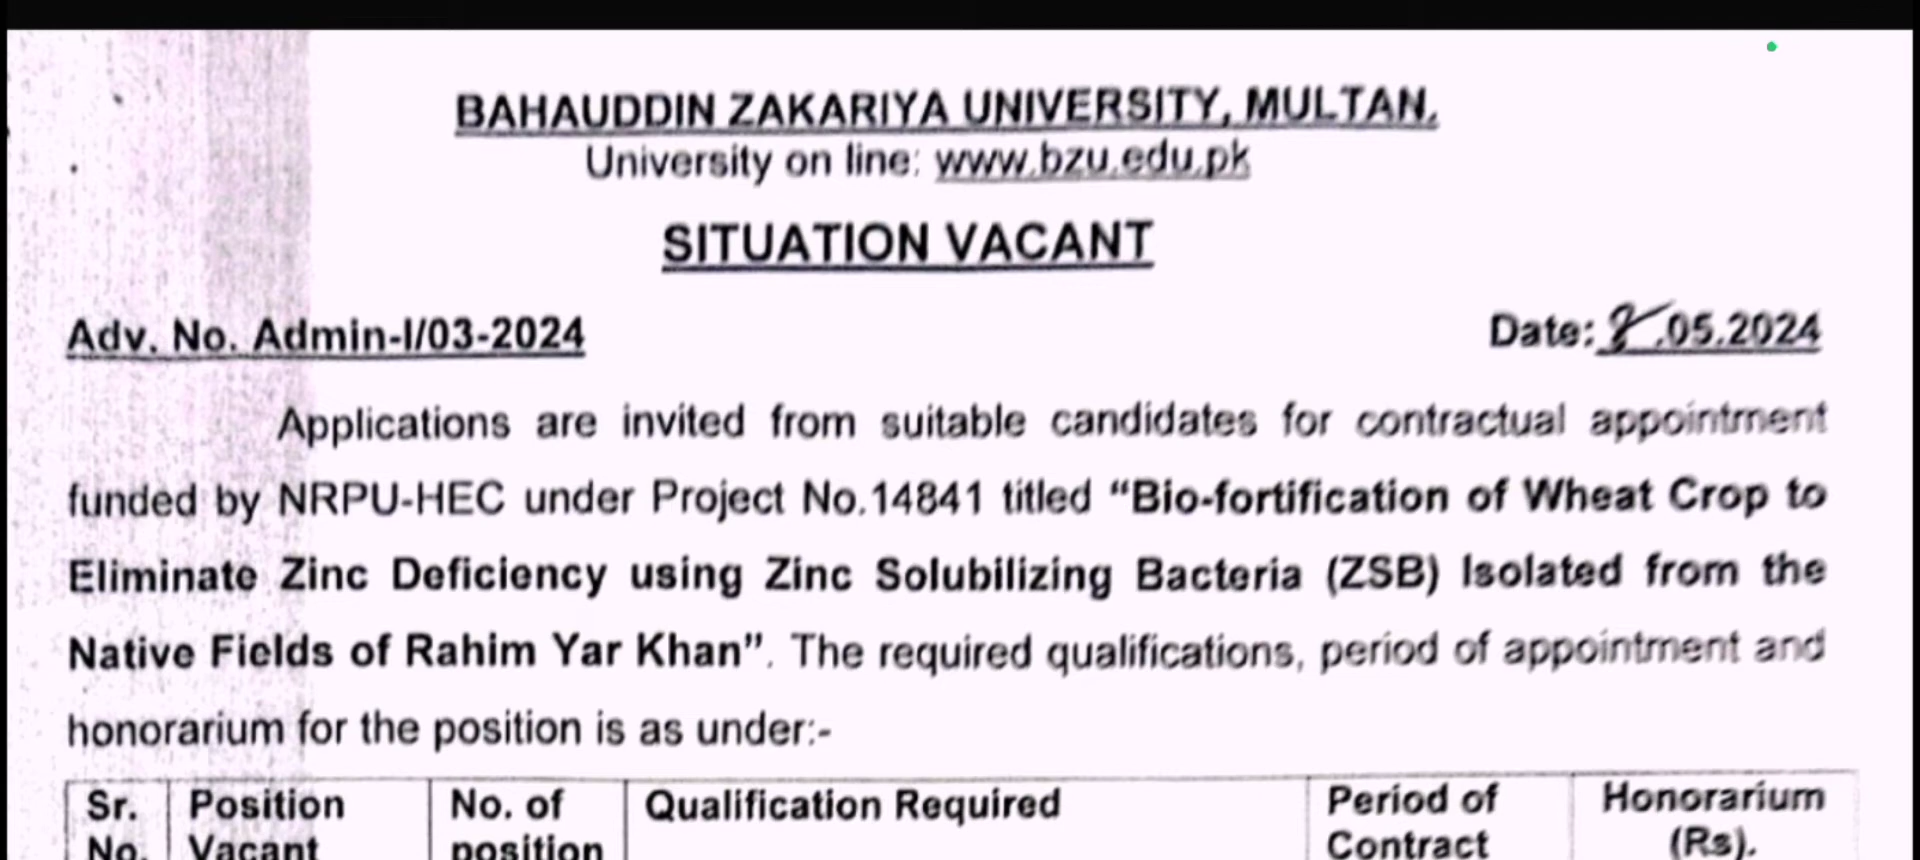 BAHAUDDIN ZAKARIYA UNIVERSITY, MULTAN.
University on line: www.bzu.edu.pk
SITUATION VACANT
Adv. No. Admin-I/03-2024 Date: 8.05.2024
Applications are invited from suitable candidates for contractual appointment
funded by NRPU-HEC under Project No.14841 titled “Bio-fortification of Wheat Crop to
Eliminate Zinc Deficiency using Zinc Solubilizing Bacteria (ZSB) Isolated from the
Native Fields of Rahim Yar Khan”. The required qualifications, period of appointment and
honorarium for the position is as under:-
Sr. Position No. of Qualification Required Period of Honorarium
No. Vacant position Contract (Rs).